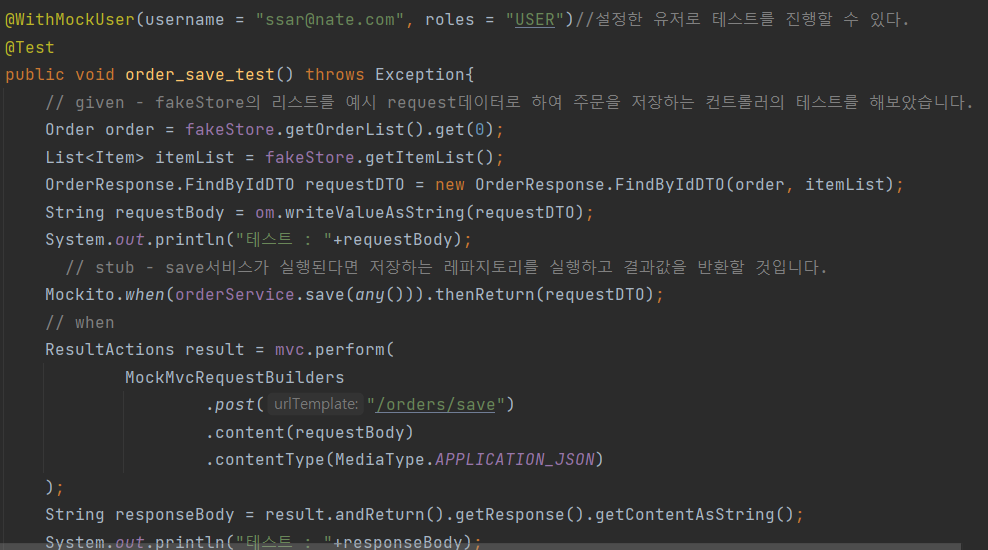 @WithMockUser(username = "ssar@nate.com", roles = "USER")//설정한 유저로 테스트를 진행할 수 있다.
@Test
public void order_save_test() throws Exception{
// given - fakeStore의 리스트를 예시 request데이터로 하여 주문을 저장하는 컨트롤러의 테스트를 해보았습니다.
Order order = fakeStore.getOrderList().get(0);
List<Item> itemList = fakeStore.getItemList();
OrderResponse.FindByIdDTO requestDTO = new OrderResponse.FindByIdDTO(order, itemList);
String requestBody = om.writeValueAsString(requestDTO);
System.out.println("테스트 : "+requestBody);
// stub - save서비스가 실행된다면 저장하는 레파지토리를 실행하고 결과값을 반환할 것입니다.
Mockito.when(orderService.save(any())).thenReturn(requestDTO);
// when
ResultActions result = mvc.perform(
MockMvcRequestBuilders
.post( urlTemplate: "/orders/save")
.content(requestBody)
.contentType(MediaType.APPLICATION_JSON)
);
String responseBody = result.andReturn().getResponse().getContentAsString();
System.out.println("테스트 : "+responseBody);